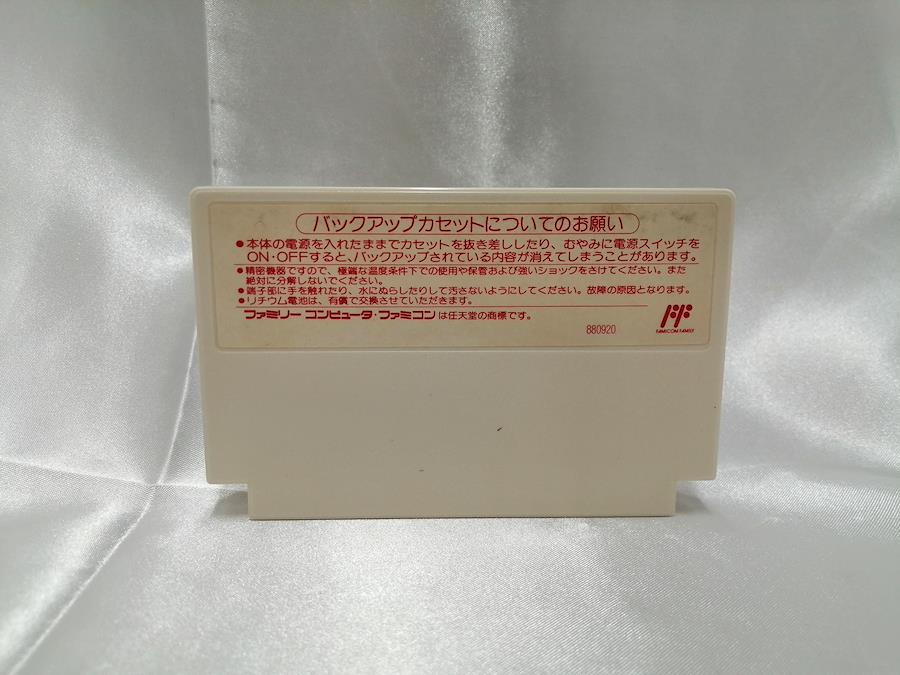 バックアップカセットについてのお願い
●本体の電源を入れたままでカセットを抜き差ししたり、むやみに電源スイッチを
ON・OFFすると、バックアップされている内容が消えてしまうことがあります。
●精密機器ですので、極端な温度条件下での使用や保管および強いショックをさけてください。また
絶対に分解しないでください。
●端子部に手を触れたり、水にぬらしたりして汚さないようにしてください。故障の原因となります。
●リチウム電池は、有償で交換させていただきます。
ファミリー コンピュータ・ファミコン は任天堂の商標です。
880920
FAMICOM FAMILY